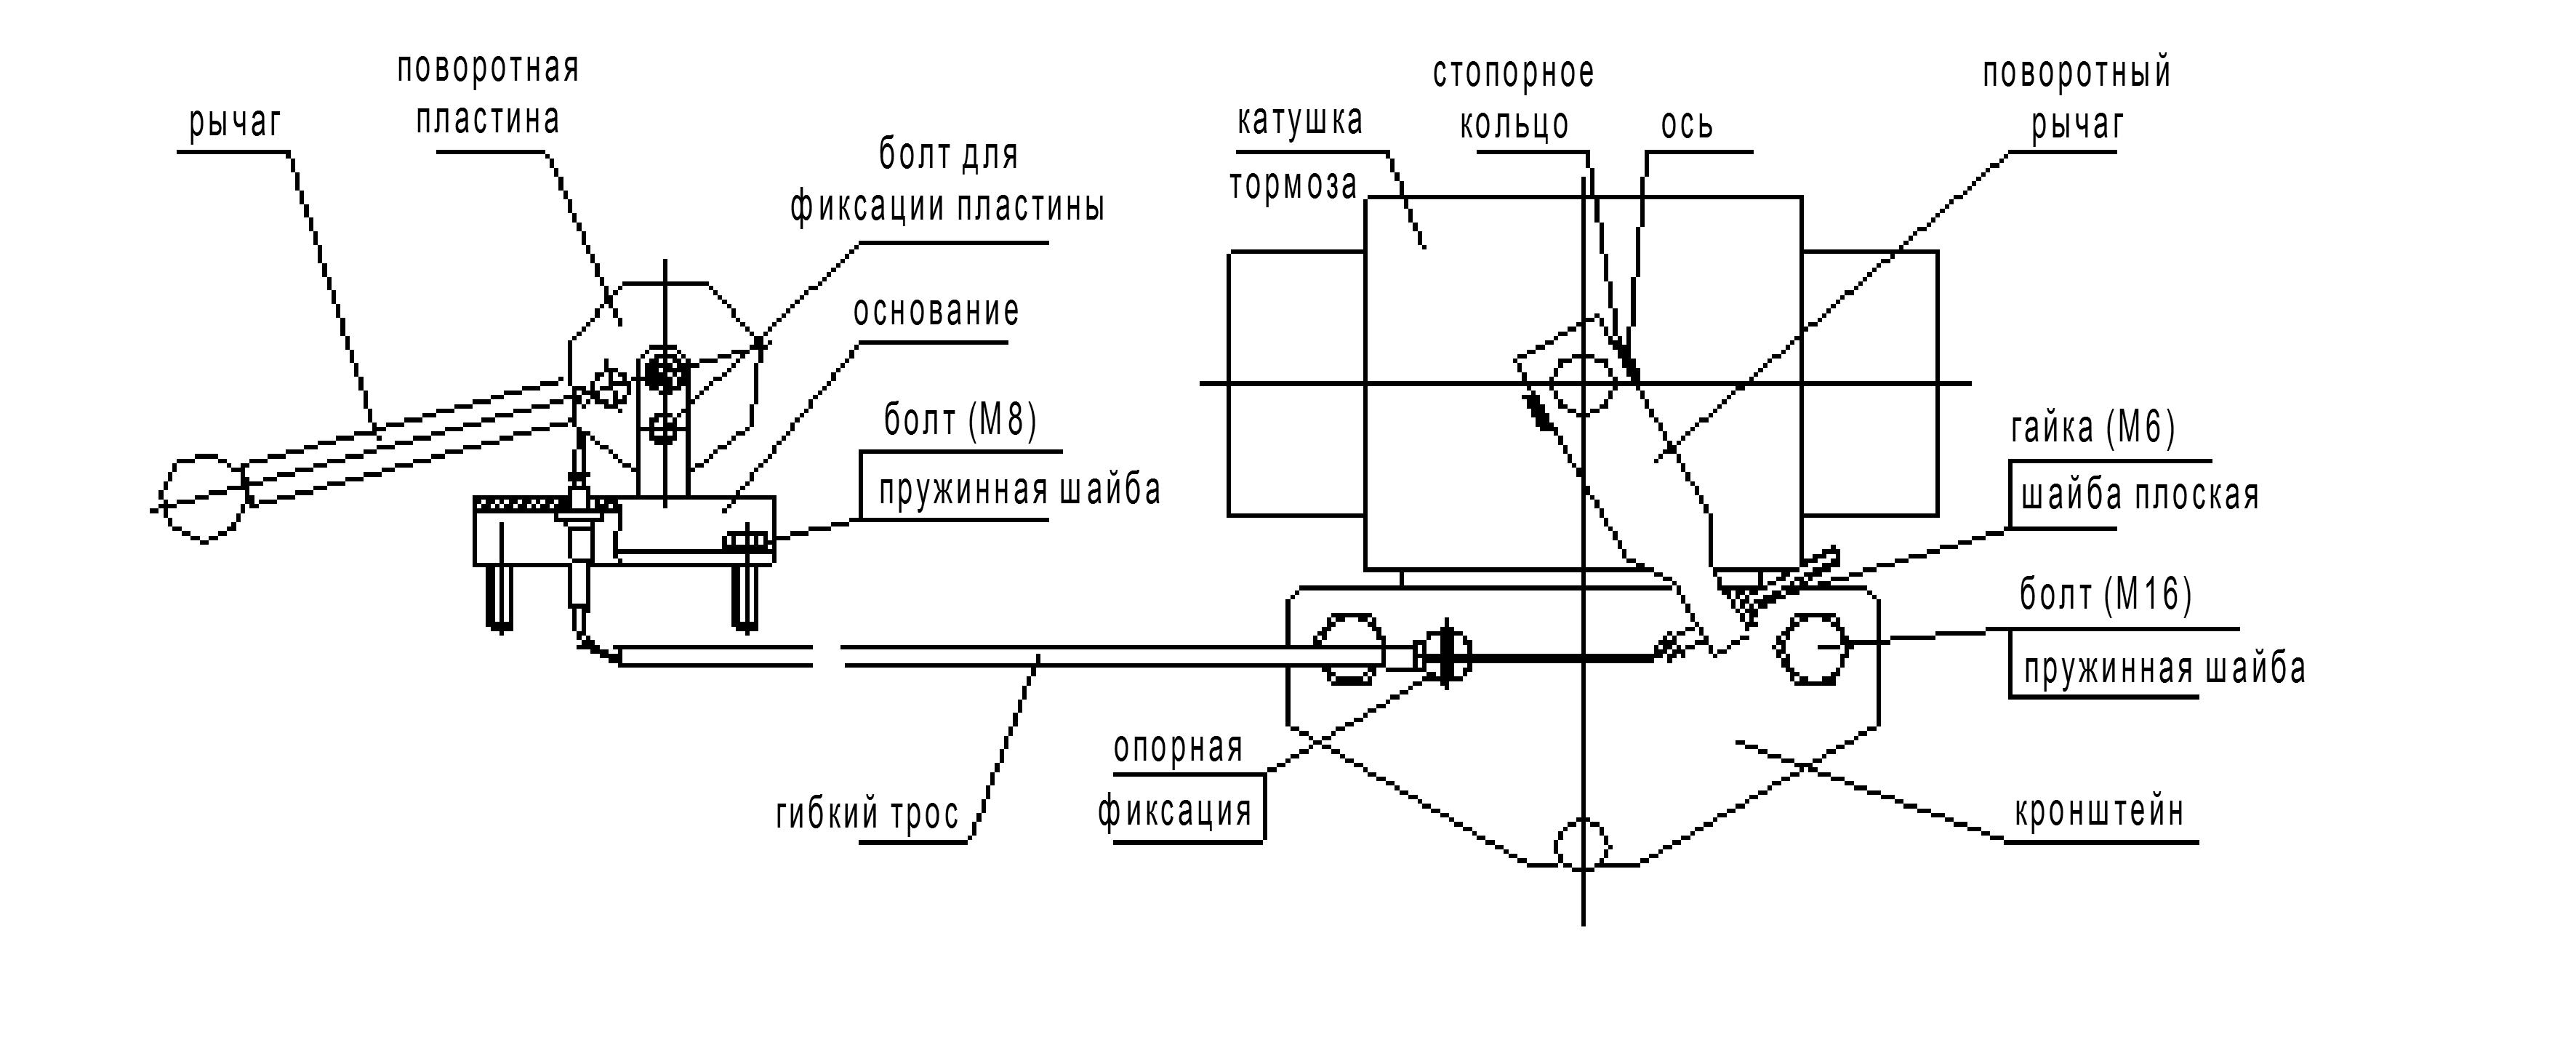 рычаг
поворотная
пластина
болт для
фиксации пластины
основание
болт (М8)
пружинная шайба
гибкий трос
опорная
фиксация
катушка
тормоза
стопорное
кольцо
ось
поворотный
рычаг
гайка (М6)
шайба плоская
болт (М16)
пружинная шайба
кронштейн